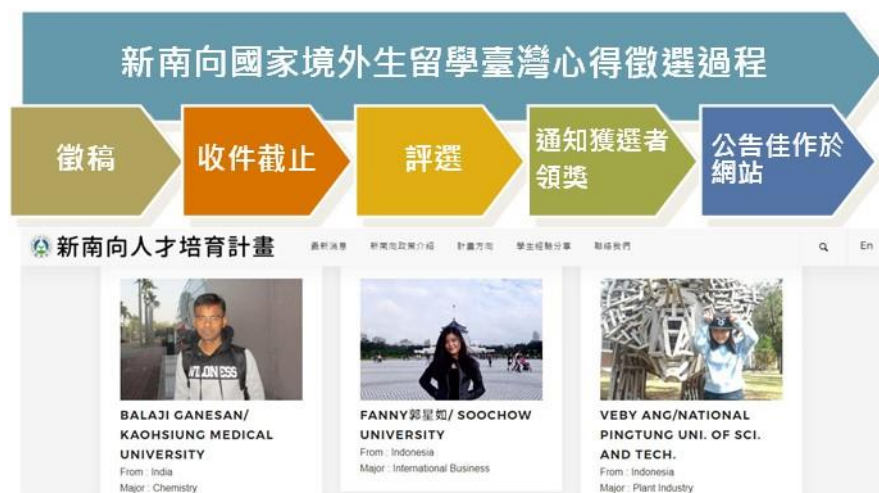 新南向國家境外生留學臺灣心得徵選過程
徵稿
收件截止
評選
通知獲選者
領獎
公告佳作於
網站
新南向人才培育計畫
最新消息 新南向政策介紹 計畫方向 學生經驗分享 聯絡我們 En
WILDNESS
BALAJI GANESAN/
KAOHSIUNG MEDICAL
UNIVERSITY
From : India
Major : Chemistry
FANNY郭星如/ SOOCHOW
UNIVERSITY
From : Indonesia
Major : International Business
VEBY ANG/NATIONAL
PINGTUNG UNI. OF SCI.
AND TECH.
From : Indonesia
Major : Plant Industry